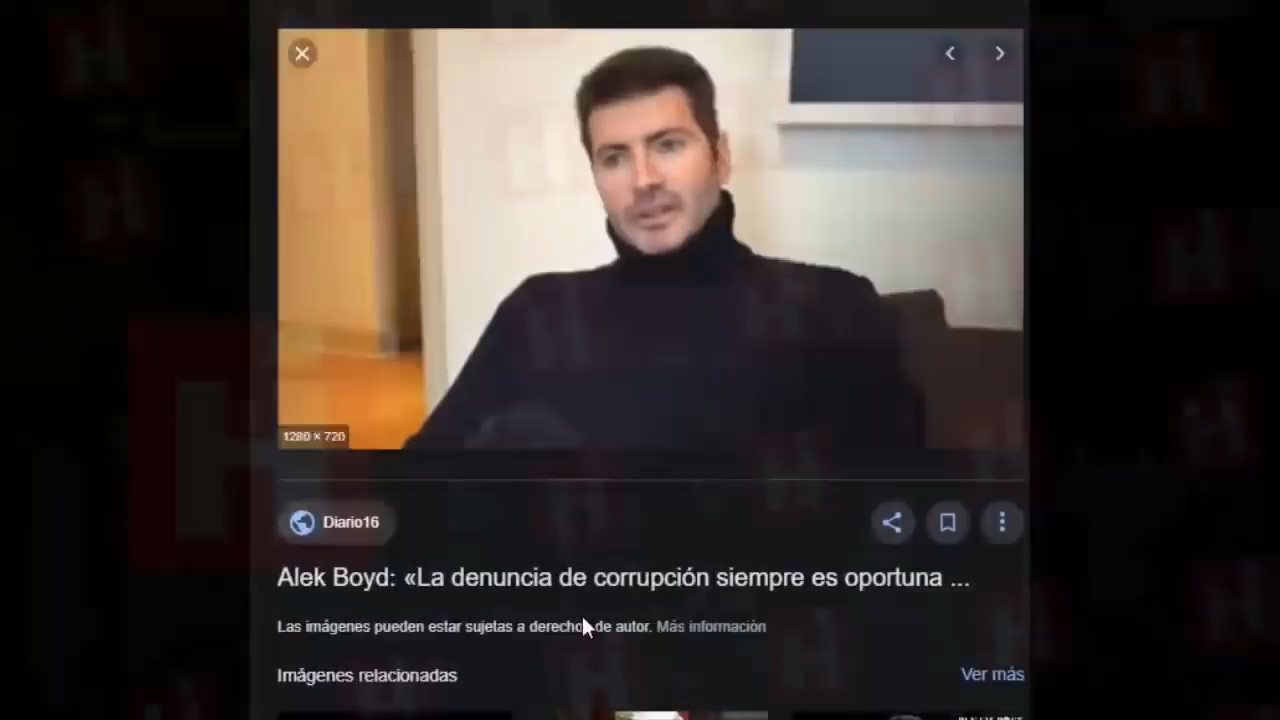 1280 × 720
Diario16
Alek Boyd: «La denuncia de corrupción siempre es oportuna ...
Las imágenes pueden estar sujetas a derechos de autor. Más información
Imágenes relacionadas
Ver más